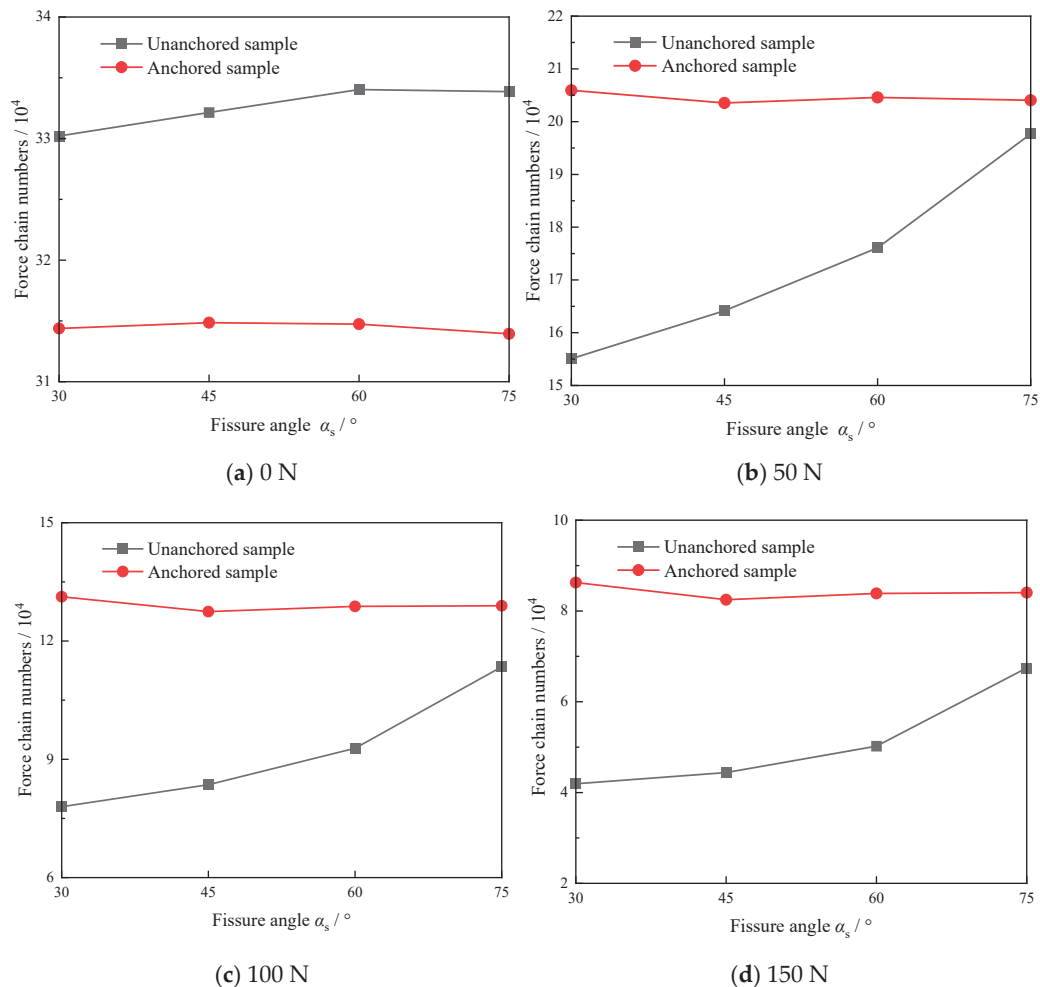 34
33
32
31
Force chain numbers / 10⁴
Unanchored sample
Anchored sample
30 45 60 75
Fissure angle αs / °
(a) 0 N
22
21
20
19
18
17
16
15
Force chain numbers / 10⁴
Unanchored sample
Anchored sample
30 45 60 75
Fissure angle αs / °
(b) 50 N
15
12
9
6
Force chain numbers / 10⁴
Unanchored sample
Anchored sample
30 45 60 75
Fissure angle αs / °
(c) 100 N
10
8
6
4
2
Force chain numbers / 10⁴
Unanchored sample
Anchored sample
30 45 60 75
Fissure angle αs / °
(d) 150 N